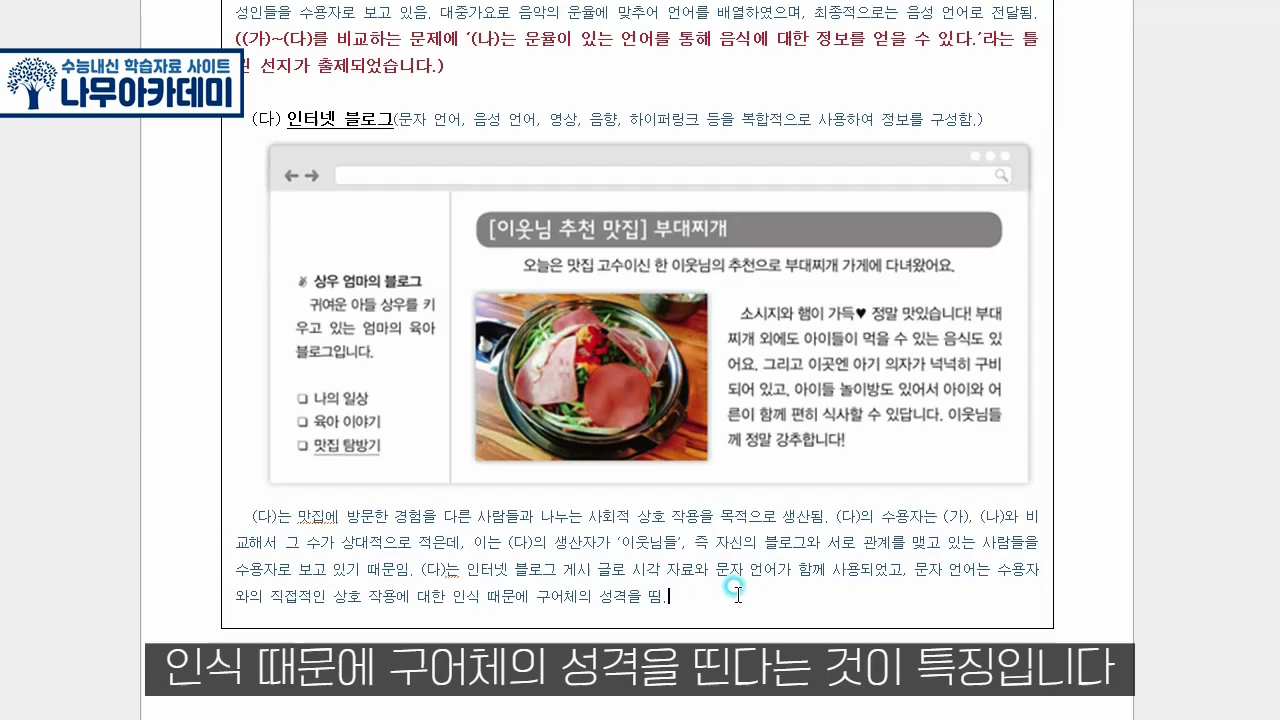 성인들을 수용자로 보고 있음. 대중가요로 음악의 운율에 맞추어 언어를 배열하였으며, 최종적으로는 음성 언어로 전달됨.
((가)~(다)를 비교하는 문제에 '(나)는 운율이 있는 언어를 통해 음식에 대한 정보를 얻을 수 있다.'라는 틀
린 선지가 출제되었습니다.)
수능내신 학습자료 사이트
나무아카데미
(다) 인터넷 블로그(문자 언어, 음성 언어, 영상, 음향, 하이퍼링크 등을 복합적으로 사용하여 정보를 구성함.)
[이웃님 추천 맛집] 부대찌개
오늘은 맛집 고수이신 한 이웃님의 추천으로 부대찌개 가게에 다녀왔어요.
상우 엄마의 블로그
귀여운 아들 상우를 키
우고 있는 엄마의 육아
블로그입니다.
❏ 나의 일상
❏ 육아 이야기
❏ 맛집 탐방기
소시지와 햄이 가득♥ 정말 맛있습니다! 부대
찌개 외에도 아이들이 먹을 수 있는 음식도 있
어요. 그리고 이곳엔 아기 의자가 넉넉히 구비
되어 있고, 아이들 놀이방도 있어서 아이와 어
른이 함께 편히 식사할 수 있답니다. 이웃님들
께 정말 강추합니다!
(다)는 맛집에 방문한 경험을 다른 사람들과 나누는 사회적 상호 작용을 목적으로 생산됨. (다)의 수용자는 (가), (나)와 비
교해서 그 수가 상대적으로 적은데, 이는 (다)의 생산자가 '이웃님들', 즉 자신의 블로그와 서로 관계를 맺고 있는 사람들을
수용자로 보고 있기 때문임. (다)는 인터넷 블로그 게시 글로 시각 자료와 문자 언어가 함께 사용되었고, 문자 언어는 수용자
와의 직접적인 상호 작용에 대한 인식 때문에 구어체의 성격을 띰.
인식 때문에 구어체의 성격을 띤다는 것이 특징입니다